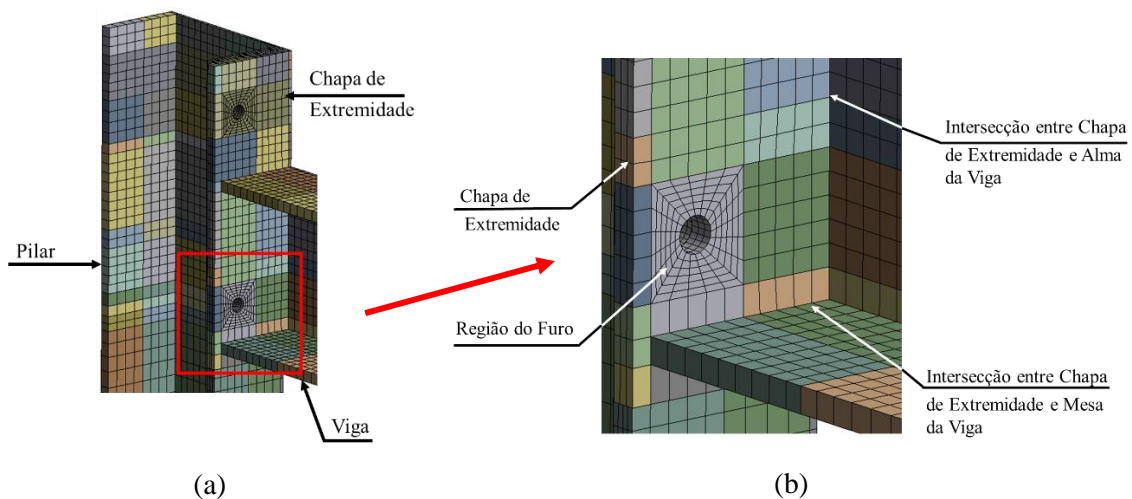 Chapa de
Extremidade
Pilar
Viga
(a)
Chapa de
Extremidade
Região do Furo
Intersecção entre Chapa
de Extremidade e Alma
da Viga
Intersecção entre Chapa
de Extremidade e Mesa
da Viga
(b)